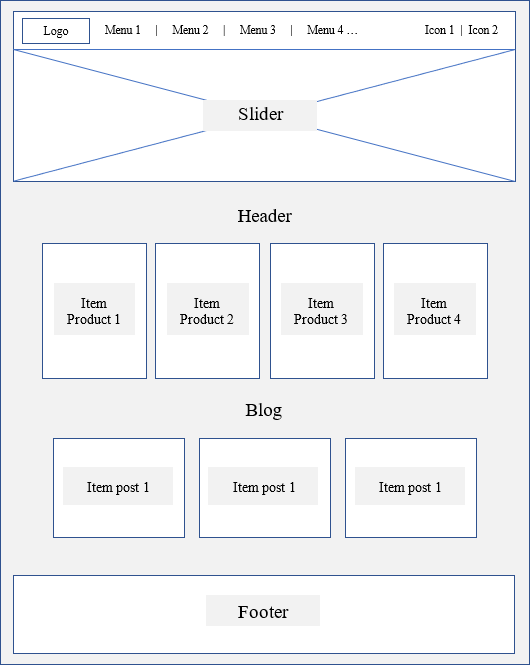 Logo Menu 1 | Menu 2 | Menu 3 | Menu 4 … Icon 1 | Icon 2
Slider
Header
Item
Product 1
Item
Product 2
Item
Product 3
Item
Product 4
Blog
Item post 1
Item post 1
Item post 1
Footer